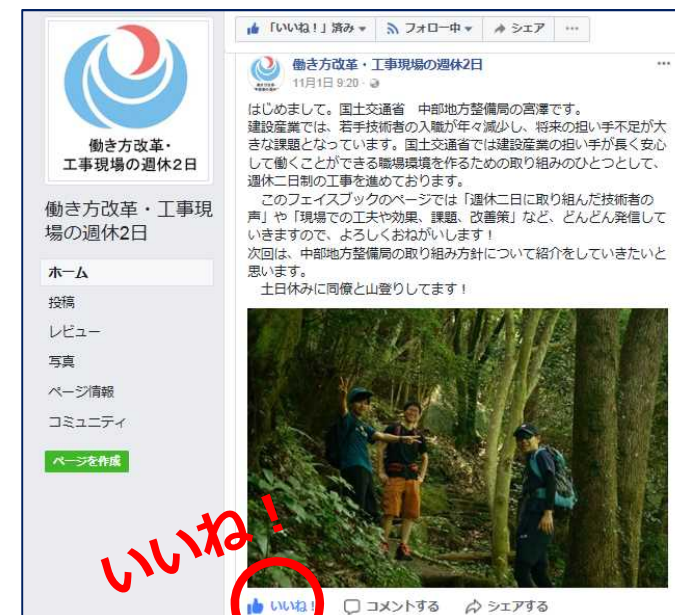 働き方改革・
工事現場の週休2日
働き方改革・工事現
場の週休2日
ホーム
投稿
レビュー
写真
ページ情報
コミュニティ
ページを作成
「いいね!」済み
フォロー中
シェア
働き方改革・工事現場の週休2日
11月1日 9:20
はじめまして。国土交通省 中部地方整備局の宮澤です。
建設産業では、若手技術者の入職が年々減少し、将来の担い手不足が大
きな課題となっています。国土交通省では建設産業の担い手が長く安心
して働くことができる職場環境を作るための取り組みのひとつとして、
週休二日制の工事を進めております。
このフェイスブックのページでは「週休二日に取り組んだ技術者の
声」や「現場での工夫や効果、課題、改善策」など、どんどん発信して
いきますので、よろしくおねがいします!
次回は、中部地方整備局の取り組み方針について紹介をしていきたいと
思います。
土日休みに同僚と山登りしてます!
いいね!
いいね!
コメントする
シェアする